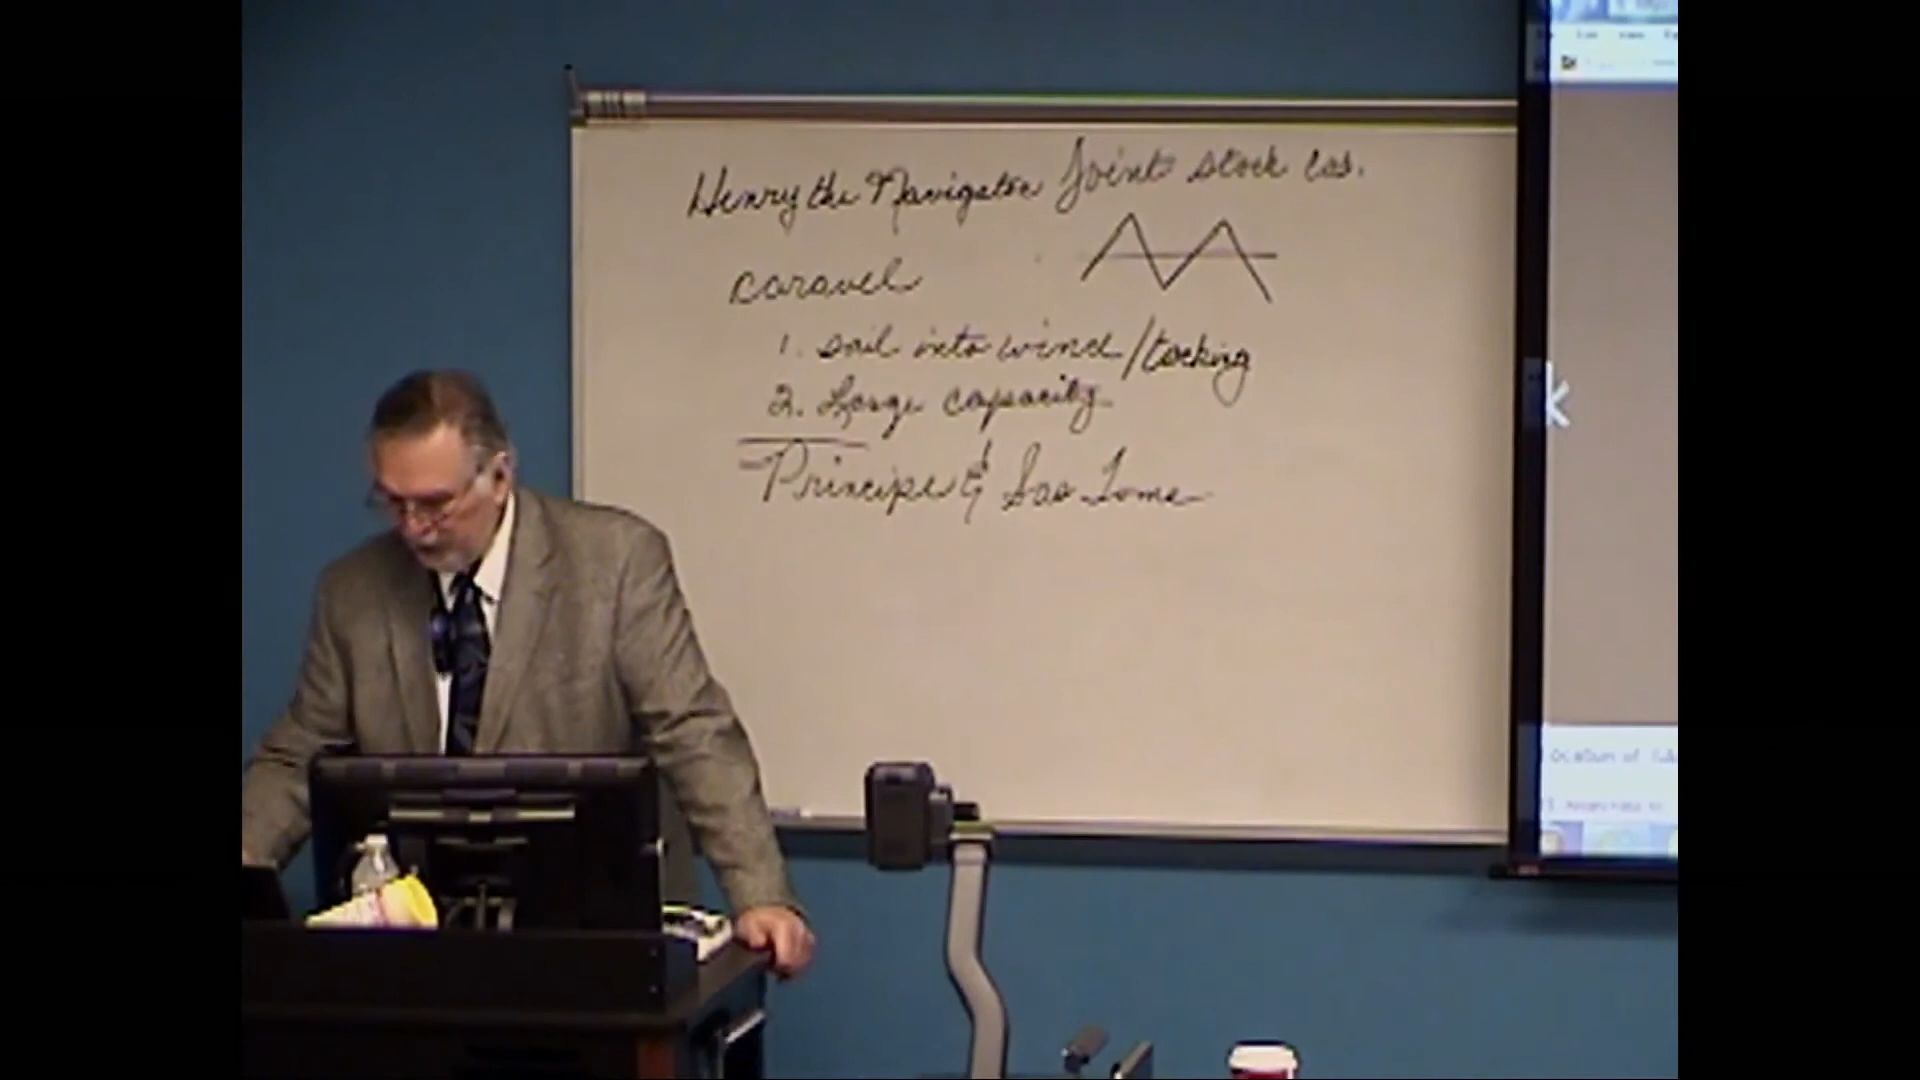 Henry the Navigator Joint stock cos.
caravel
1. sail into wind/tacking
2. Large capacity
Principe & Sao Tome
k